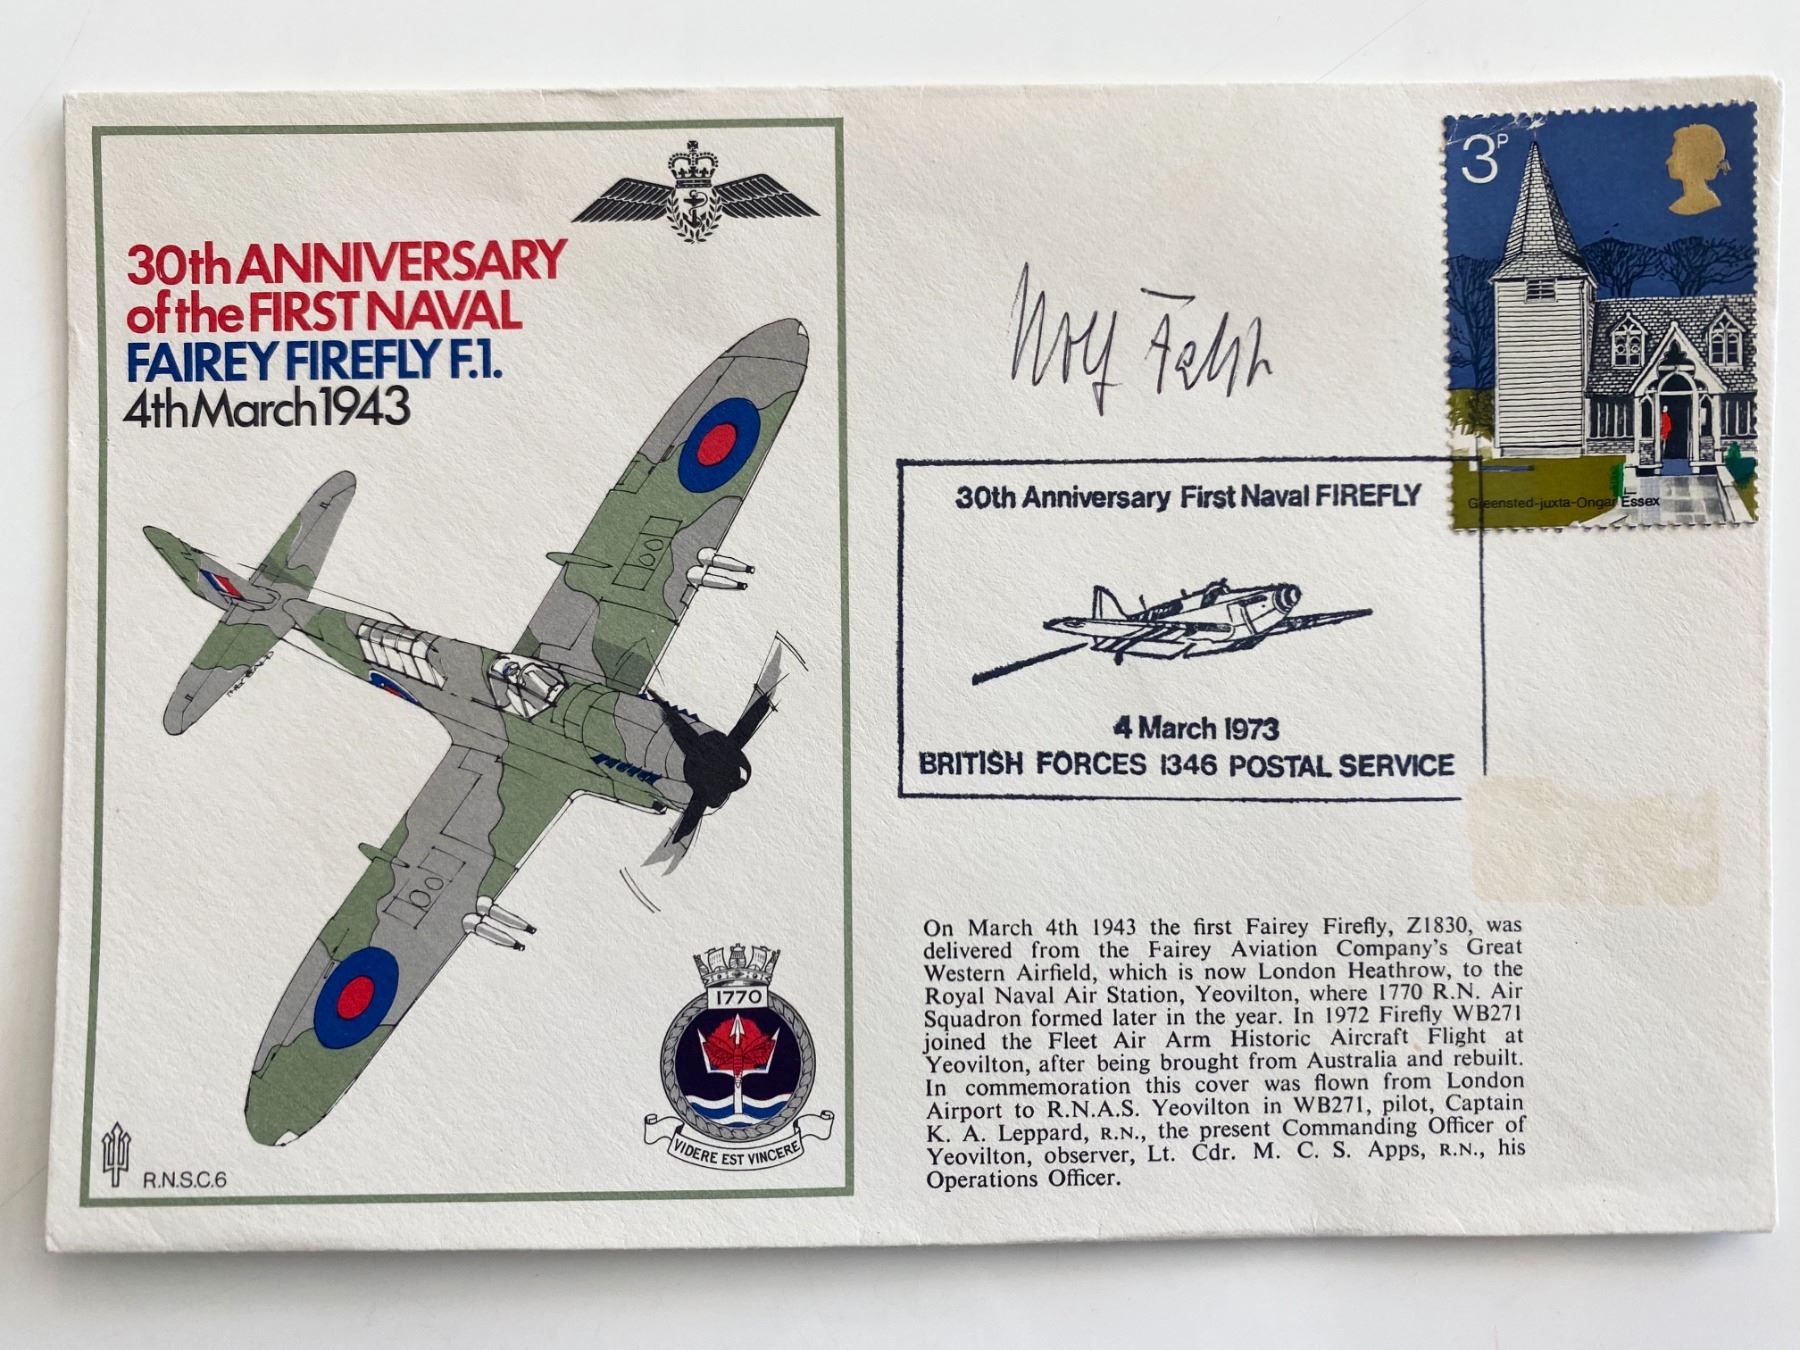 30th ANNIVERSARY
of the FIRST NAVAL
FAIREY FIREFLY F.1.
4th March 1943
1770
VIDERE EST VINCERE
R.N.S.C.6
Wolf Falck
3P
Greensted-juxta-Ongar Essex
30th Anniversary First Naval FIREFLY
4 March 1973
BRITISH FORCES 1346 POSTAL SERVICE
On March 4th 1943 the first Fairey Firefly, Z1830, was
delivered from the Fairey Aviation Company's Great
Western Airfield, which is now London Heathrow, to the
Royal Naval Air Station, Yeovilton, where 1770 R.N. Air
Squadron formed later in the year. In 1972 Firefly WB271
joined the Fleet Air Arm Historic Aircraft Flight at
Yeovilton, after being brought from Australia and rebuilt.
In commemoration this cover was flown from London
Airport to R.N.A.S. Yeovilton in WB271, pilot, Captain
K. A. Leppard, R.N., the present Commanding Officer of
Yeovilton, observer, Lt. Cdr. M. C. S. Apps, R.N., his
Operations Officer.